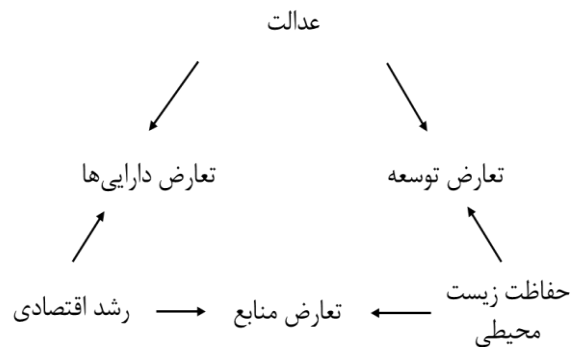 عدالت
تعارض توسعه
تعارض دارایی‌ها
حفاظت زیست
محیطی
تعارض منابع
رشد اقتصادی